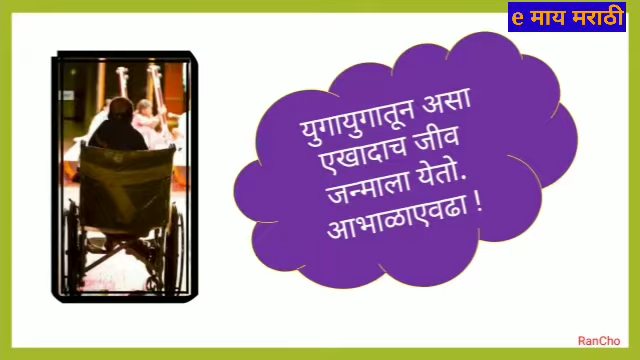 e माय मराठी
युगायुगातून असा
एखादाच जीव
जन्माला येतो.
आभाळाएवढा !
RanCho